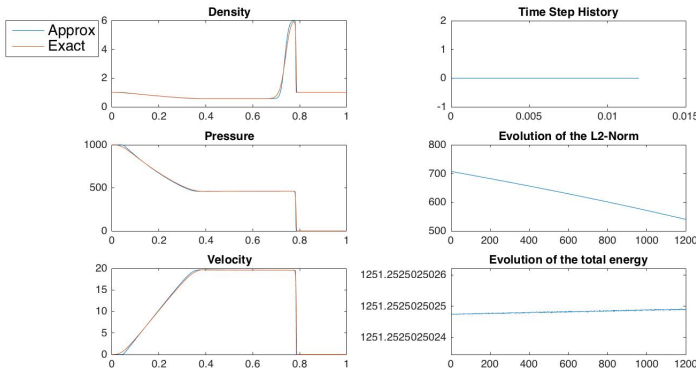 Approx
Exact
Density
6
4
2
0
0 0.2 0.4 0.6 0.8 1
Time Step History
2
1
0
-1
0 0.005 0.01 0.015
Pressure
1000
500
0
0 0.2 0.4 0.6 0.8 1
Evolution of the L2-Norm
800
700
600
500
0 200 400 600 800 1000 1200
Velocity
20
15
10
5
0
0 0.2 0.4 0.6 0.8 1
Evolution of the total energy
1251.2525025026
1251.2525025025
1251.2525025024
0 200 400 600 800 1000 1200